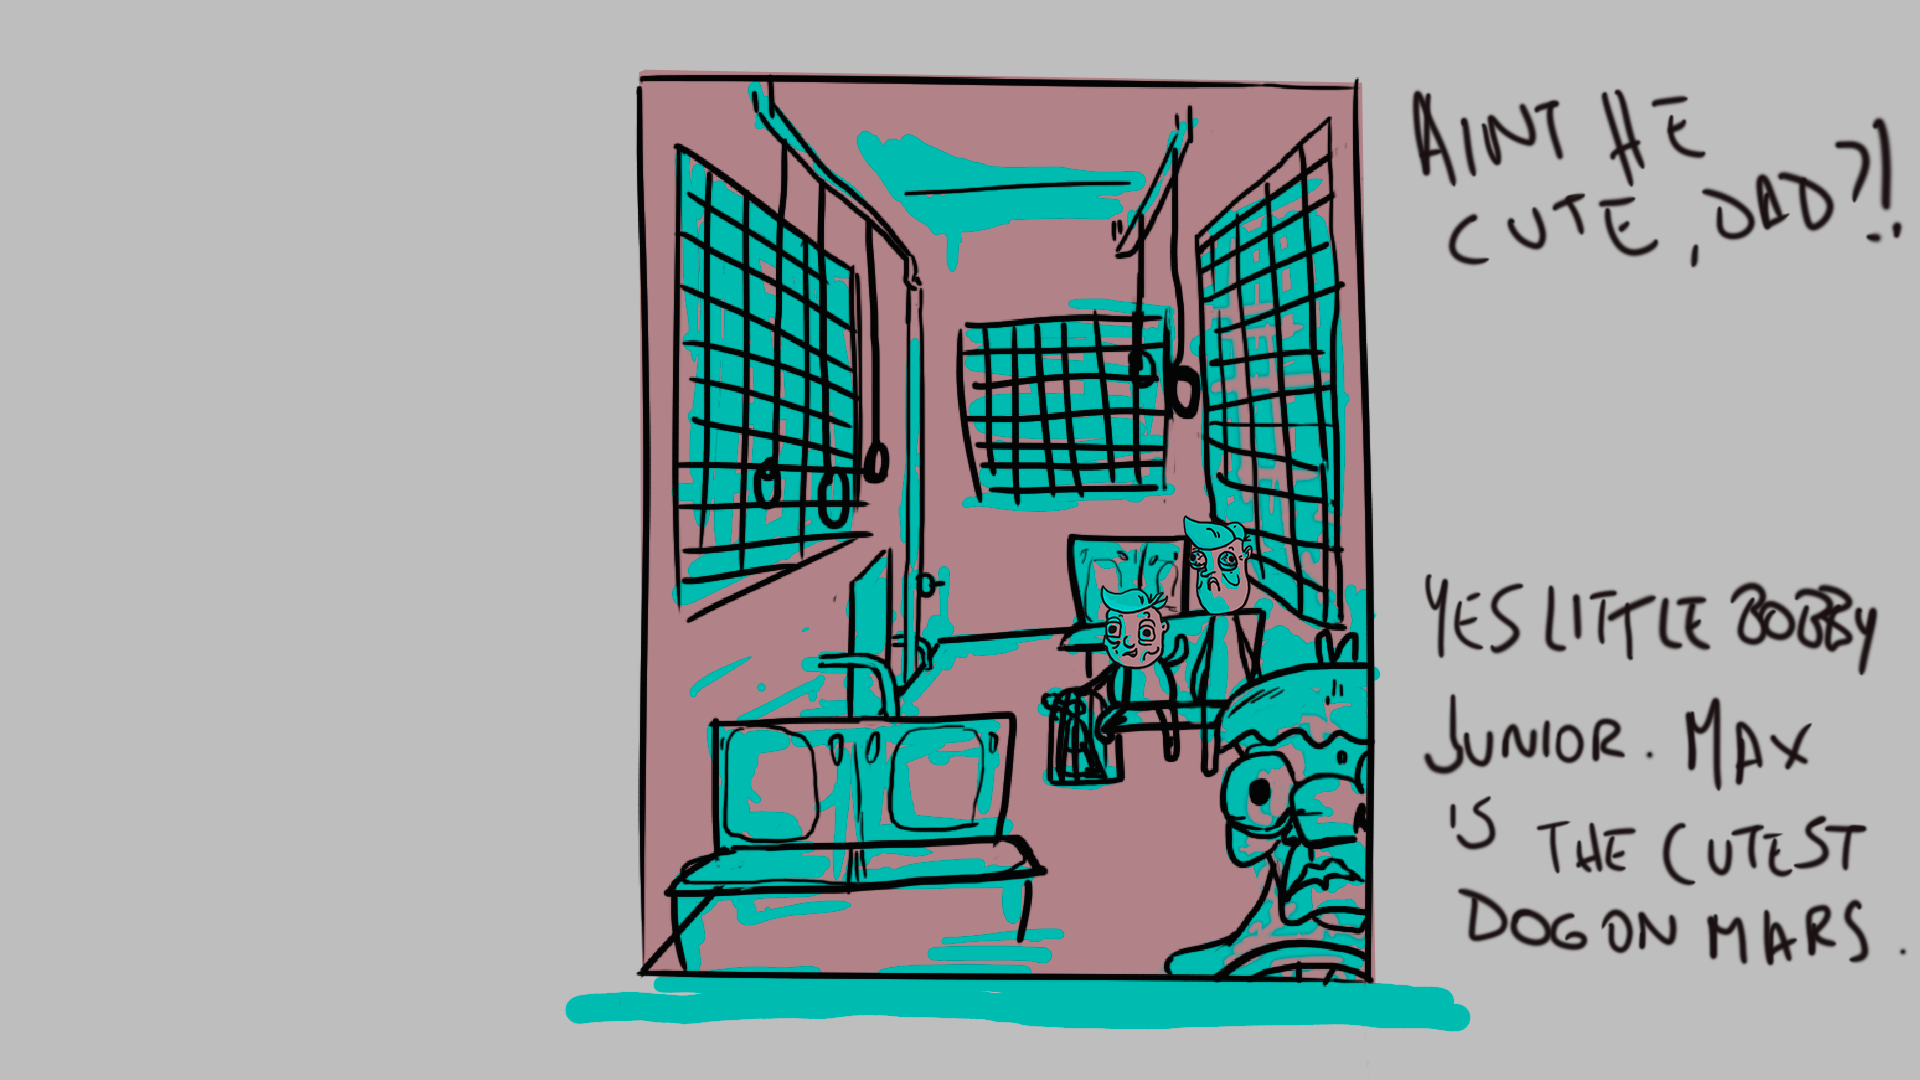 AINT HE
CUTE, DAD?!
YES LITTLE BOBBY
JUNIOR. MAX
IS THE CUTEST
DOG ON MARS.